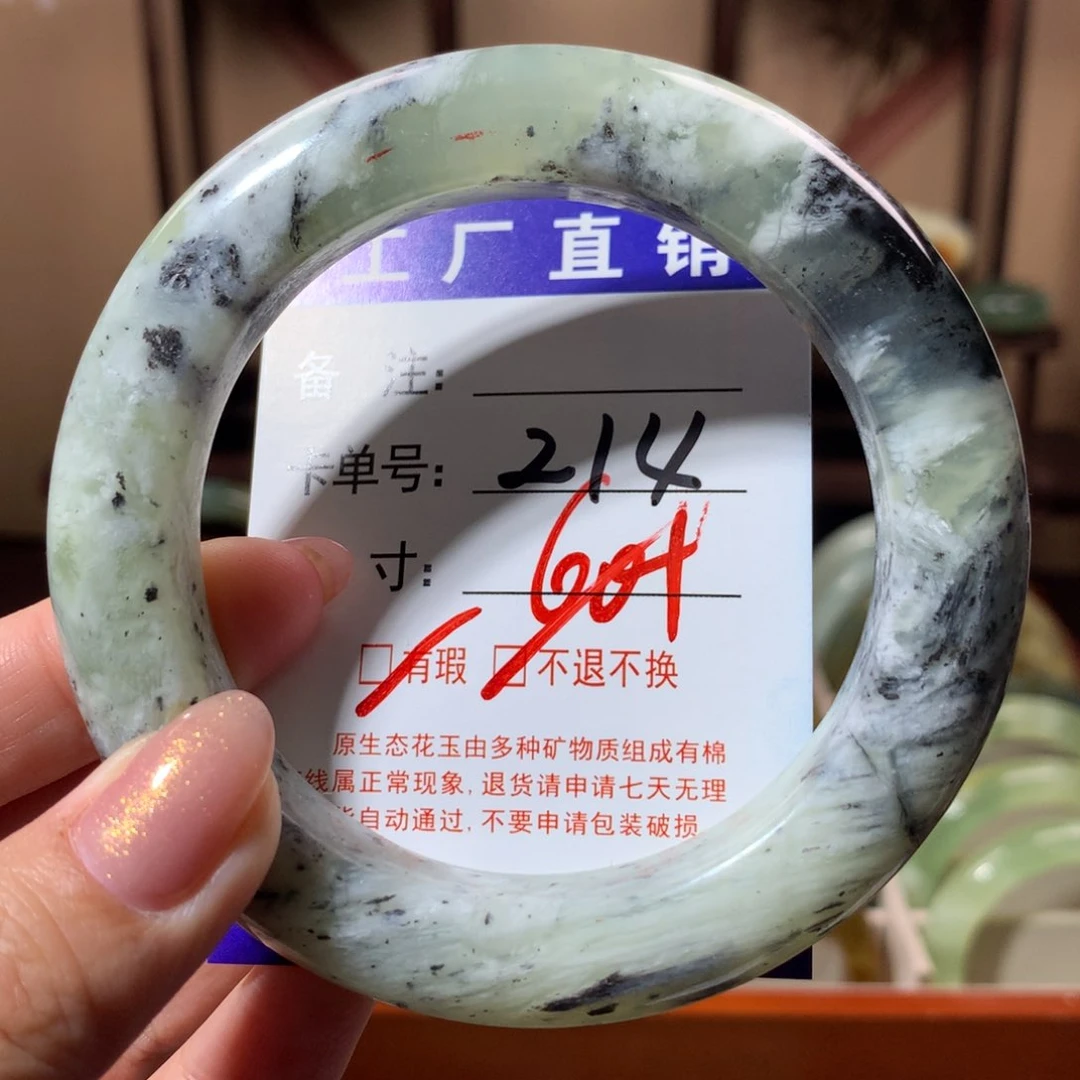 工厂直销
备 注:
卡单号: 214
寸: 604
□有瑕 □不退不换
原生态花玉由多种矿物质组成有棉
线属正常现象,退货请申请七天无理
自动通过,不要申请包装破损